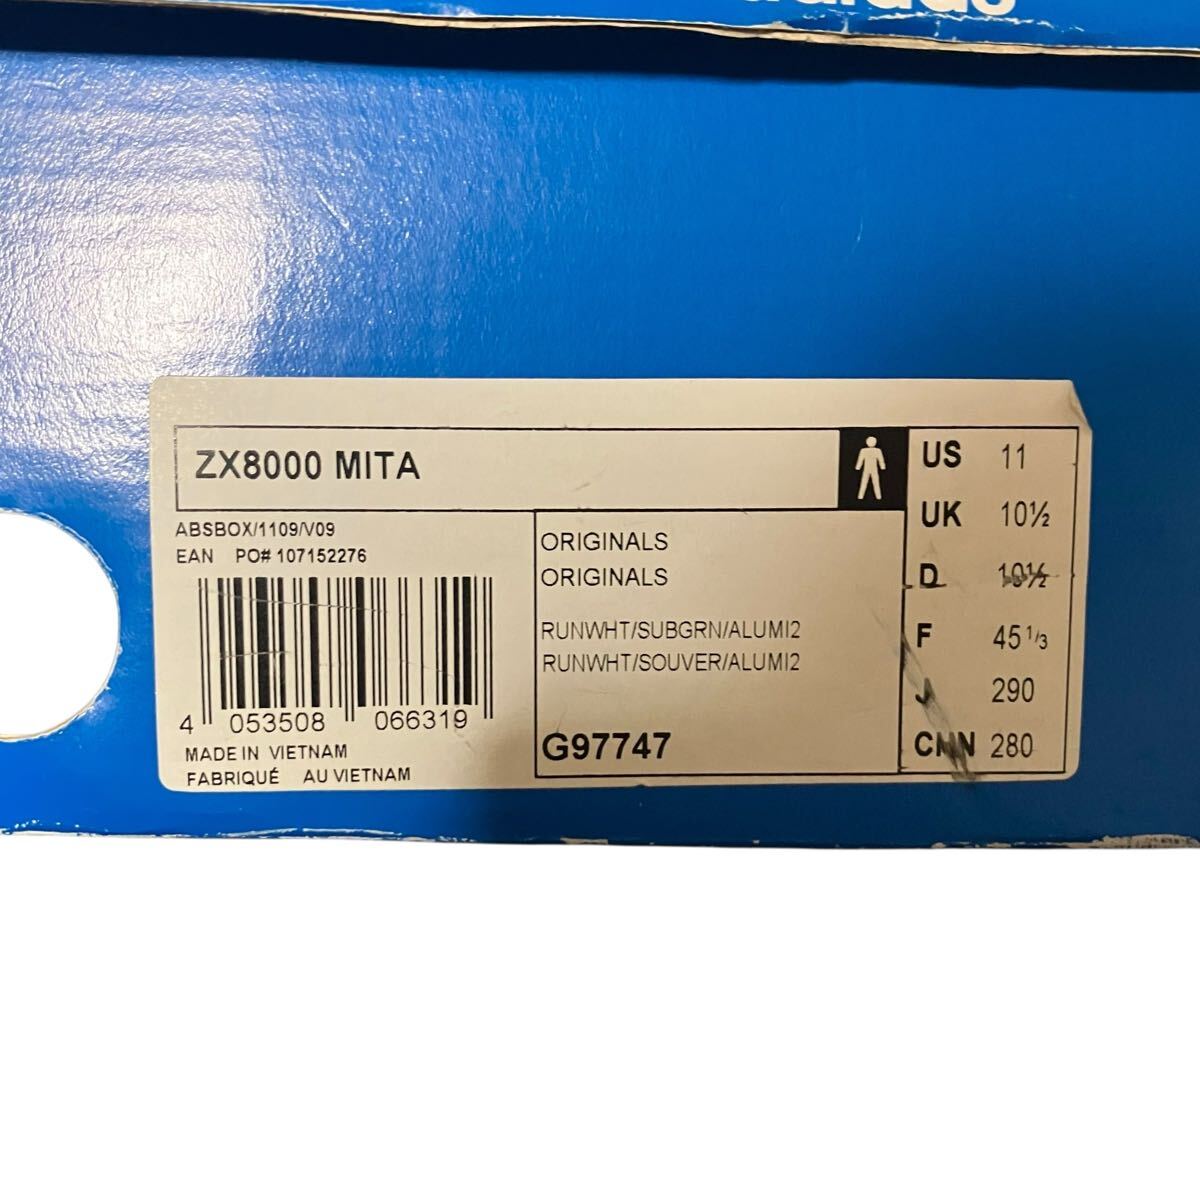 ZX8000 MITA
ABSBOX/1109/V09
EAN PO# 107152276
4 053508 066319
MADE IN VIETNAM
FABRIQUÉ AU VIETNAM
ORIGINALS
ORIGINALS
RUNWHT/SUBGRN/ALUMI2
RUNWHT/SOUVER/ALUMI2
G97747
US 11
UK 10½
D 10½
F 45 1/3
J 290
CHN 280